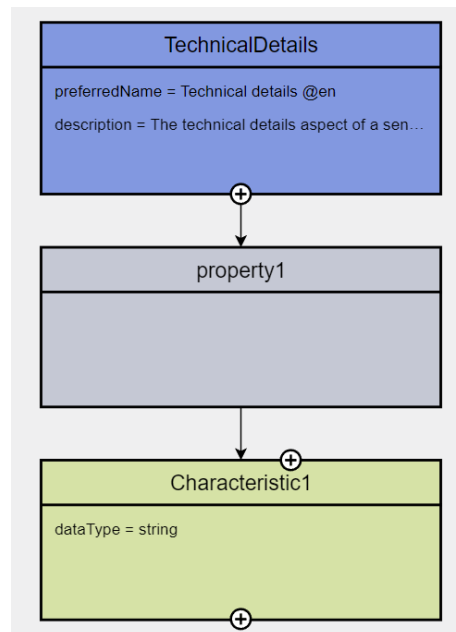 TechnicalDetails
preferredName = Technical details @en
description = The technical details aspect of a sen...
property1
Characteristic1
dataType = string